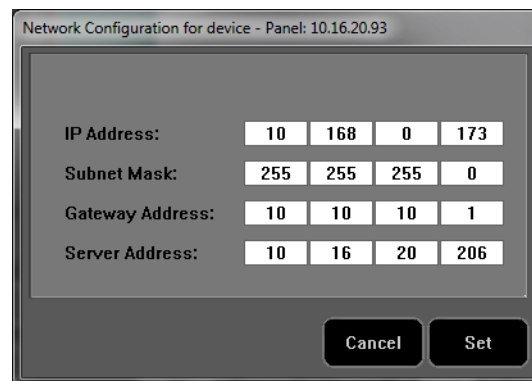 Network Configuration for device - Panel: 10.16.20.93
IP Address: 10 168 0 173
Subnet Mask: 255 255 255 0
Gateway Address: 10 10 10 1
Server Address: 10 16 20 206
Cancel Set